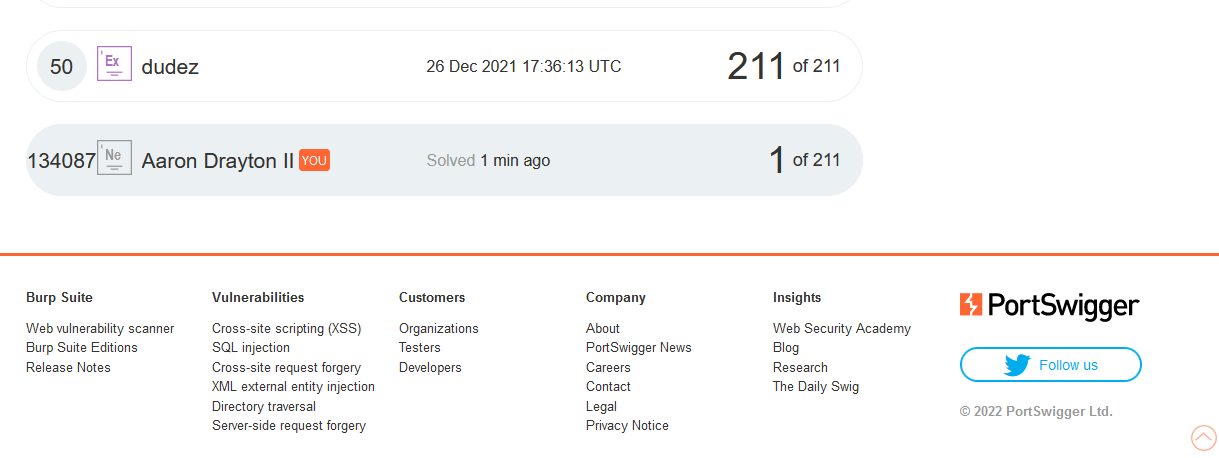 50 Ex dudez 26 Dec 2021 17:36:13 UTC 211 of 211
134087 Ne Aaron Drayton II YOU Solved 1 min ago 1 of 211
Burp Suite
Web vulnerability scanner
Burp Suite Editions
Release Notes
Vulnerabilities
Cross-site scripting (XSS)
SQL injection
Cross-site request forgery
XML external entity injection
Directory traversal
Server-side request forgery
Customers
Organizations
Testers
Developers
Company
About
PortSwigger News
Careers
Contact
Legal
Privacy Notice
Insights
Web Security Academy
Blog
Research
The Daily Swig
PortSwigger
Follow us
© 2022 PortSwigger Ltd.